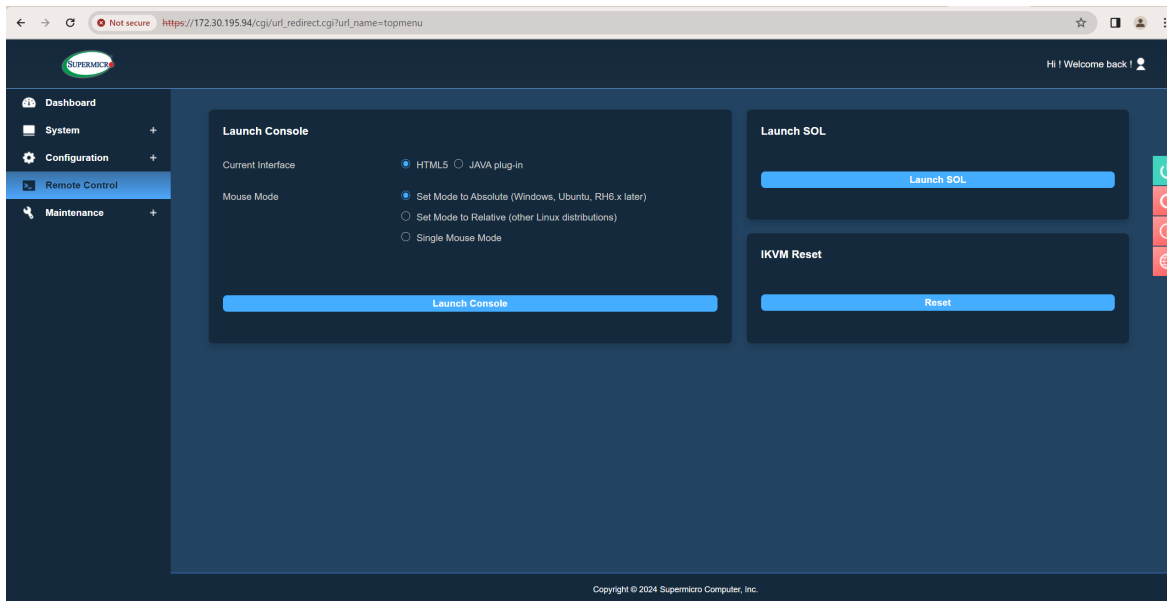 Not secure https://172.30.195.94/cgi/url_redirect.cgi?url_name=topmenu
SUPERMICR
Hi ! Welcome back !
Dashboard
System +
Configuration +
Remote Control
Maintenance +
Launch Console
Current Interface HTML5 JAVA plug-in
Mouse Mode Set Mode to Absolute (Windows, Ubuntu, RH6.x later)
Set Mode to Relative (other Linux distributions)
Single Mouse Mode
Launch Console
Launch SOL
Launch SOL
IKVM Reset
Reset
Copyright © 2024 Supermicro Computer, Inc.